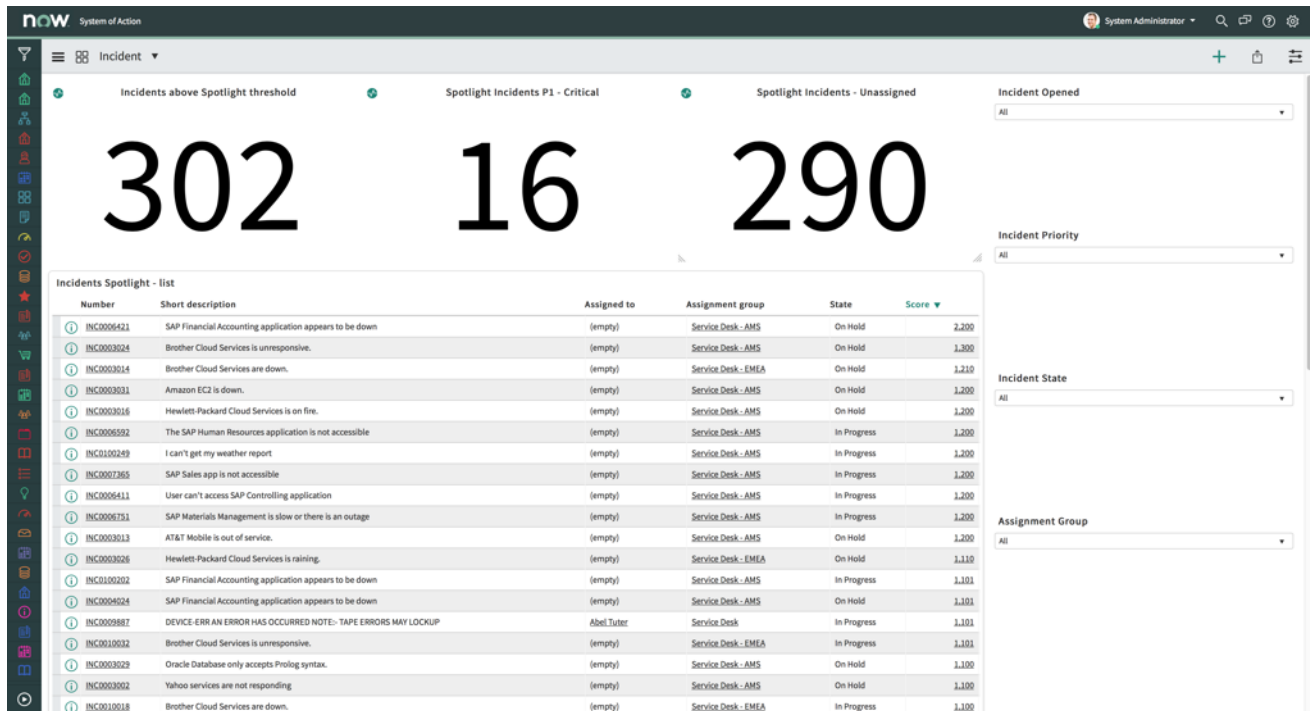 now System of Action System Administrator
Incident
Incidents above Spotlight threshold Spotlight Incidents P1 - Critical Spotlight Incidents - Unassigned Incident Opened
All
302 16 290
Incident Priority
All
Incidents Spotlight - list
Number Short description Assigned to Assignment group State Score
INC0006421 SAP Financial Accounting application appears to be down (empty) Service Desk - AMS On Hold 2,200
INC0003024 Brother Cloud Services is unresponsive. (empty) Service Desk - AMS On Hold 1,300
INC0003014 Brother Cloud Services are down. (empty) Service Desk - EMEA On Hold 1,210
Incident State
INC0003031 Amazon EC2 is down. (empty) Service Desk - AMS On Hold 1,200
All
INC0003016 Hewlett-Packard Cloud Services is on fire. (empty) Service Desk - AMS On Hold 1,200
INC0006592 The SAP Human Resources application is not accessible (empty) Service Desk - AMS In Progress 1,200
INC0100249 I can't get my weather report (empty) Service Desk - AMS In Progress 1,200
INC0007365 SAP Sales app is not accessible (empty) Service Desk - AMS In Progress 1,200
INC0006411 User can't access SAP Controlling application (empty) Service Desk - AMS In Progress 1,200
INC0006751 SAP Materials Management is slow or there is an outage (empty) Service Desk - AMS In Progress 1,200
Assignment Group
INC0003013 AT&T Mobile is out of service. (empty) Service Desk - AMS On Hold 1,200
All
INC0003026 Hewlett-Packard Cloud Services is raining. (empty) Service Desk - EMEA On Hold 1,110
INC0100202 SAP Financial Accounting application appears to be down (empty) Service Desk - AMS In Progress 1,101
INC0004024 SAP Financial Accounting application appears to be down (empty) Service Desk - AMS On Hold 1,101
INC0009887 DEVICE-ERR AN ERROR HAS OCCURRED NOTE:- TAPE ERRORS MAY LOCKUP Abel Tuter Service Desk In Progress 1,101
INC0010032 Brother Cloud Services is unresponsive. (empty) Service Desk - EMEA In Progress 1,101
INC0003029 Oracle Database only accepts Prolog syntax. (empty) Service Desk - AMS On Hold 1,100
INC0003002 Yahoo services are not responding (empty) Service Desk - AMS On Hold 1,100
INC0010018 Brother Cloud Services are down. (empty) Service Desk - EMEA In Progress 1,100